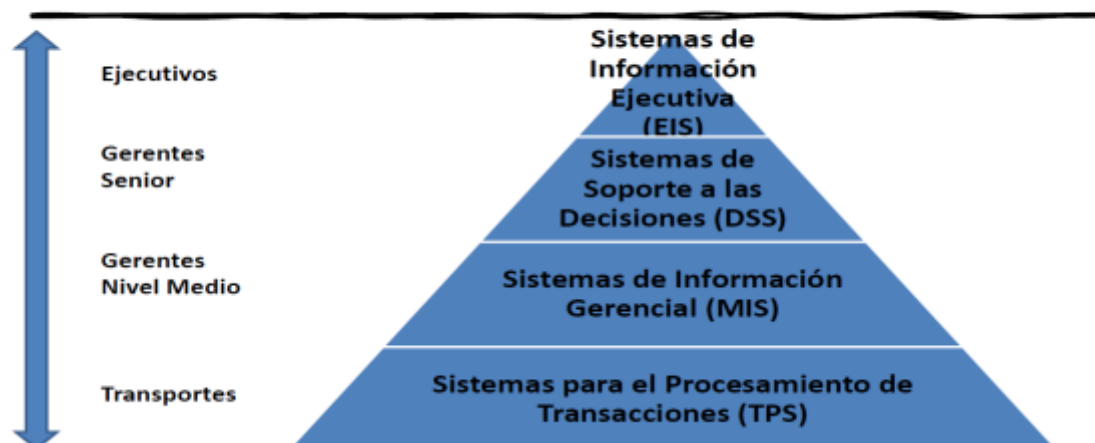 Ejecutivos
Sistemas de
Información
Ejecutiva
(EIS)
Gerentes
Senior
Sistemas de
Soporte a las
Decisiones (DSS)
Gerentes
Nivel Medio
Sistemas de Información
Gerencial (MIS)
Transportes
Sistemas para el Procesamiento de
Transacciones (TPS)